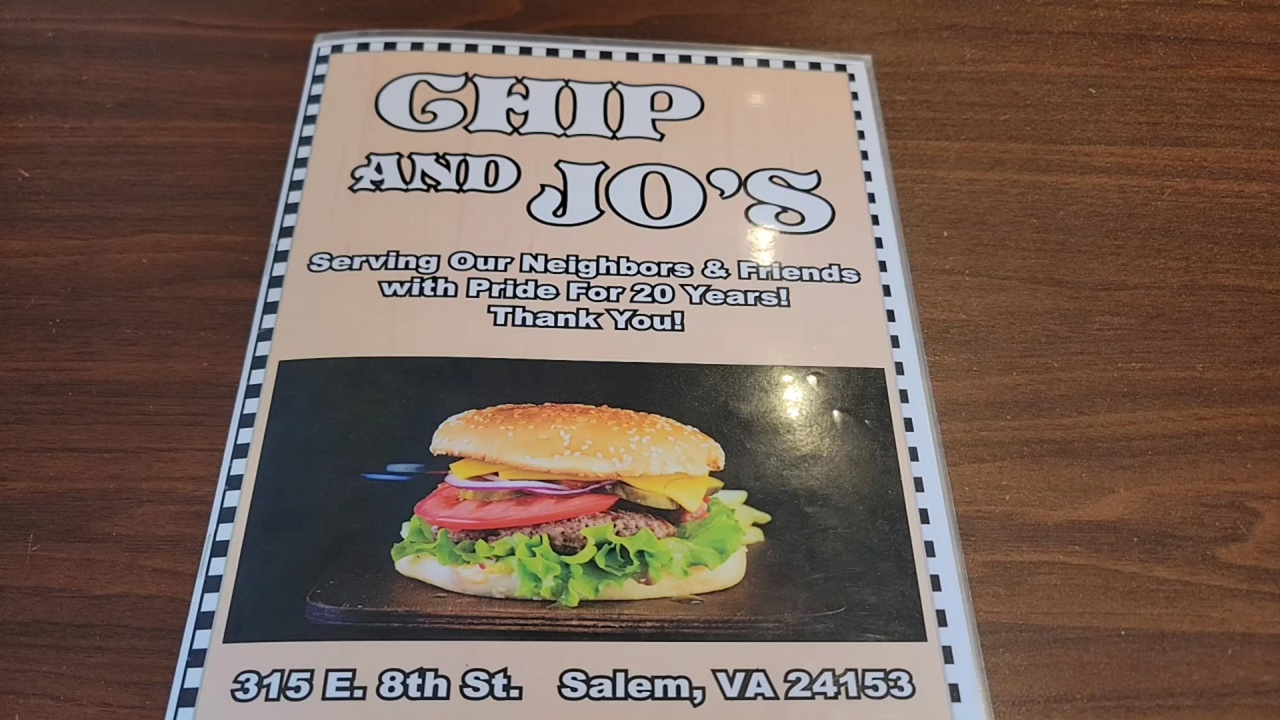 CHIP
AND JO'S
Serving Our Neighbors & Friends
with Pride For 20 Years!
Thank You!
315 E. 8th St. Salem, VA 24153